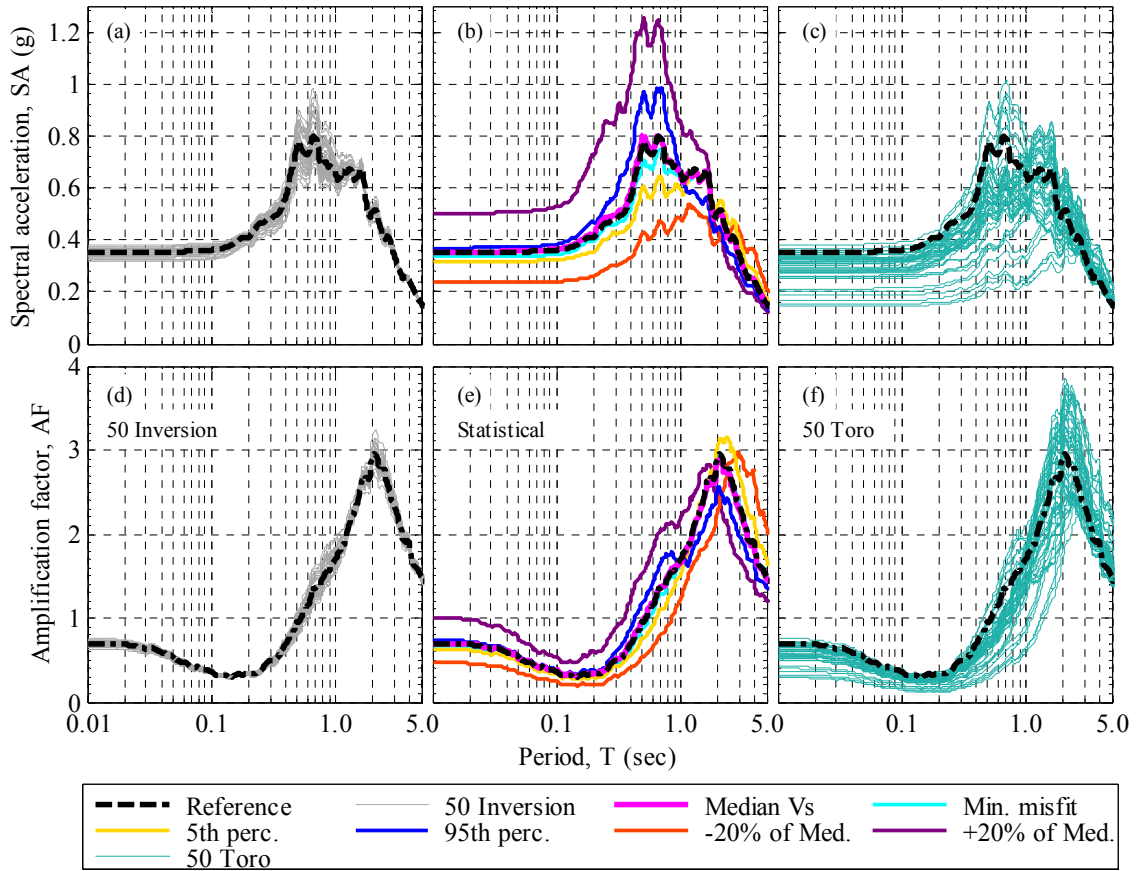 (a) (b) (c)
1.2
1
0.8
0.6
0.4
0.2
0
Spectral acceleration, SA (g)
(d) (e) (f)
50 Inversion Statistical 50 Toro
4
3
2
1
0
Amplification factor, AF
0.01 0.1 1.0 5.0 0.1 1.0 5.0 0.1 1.0 5.0
Period, T (sec)
Reference 50 Inversion Median Vs Min. misfit
5th perc. 95th perc. -20% of Med. +20% of Med.
50 Toro